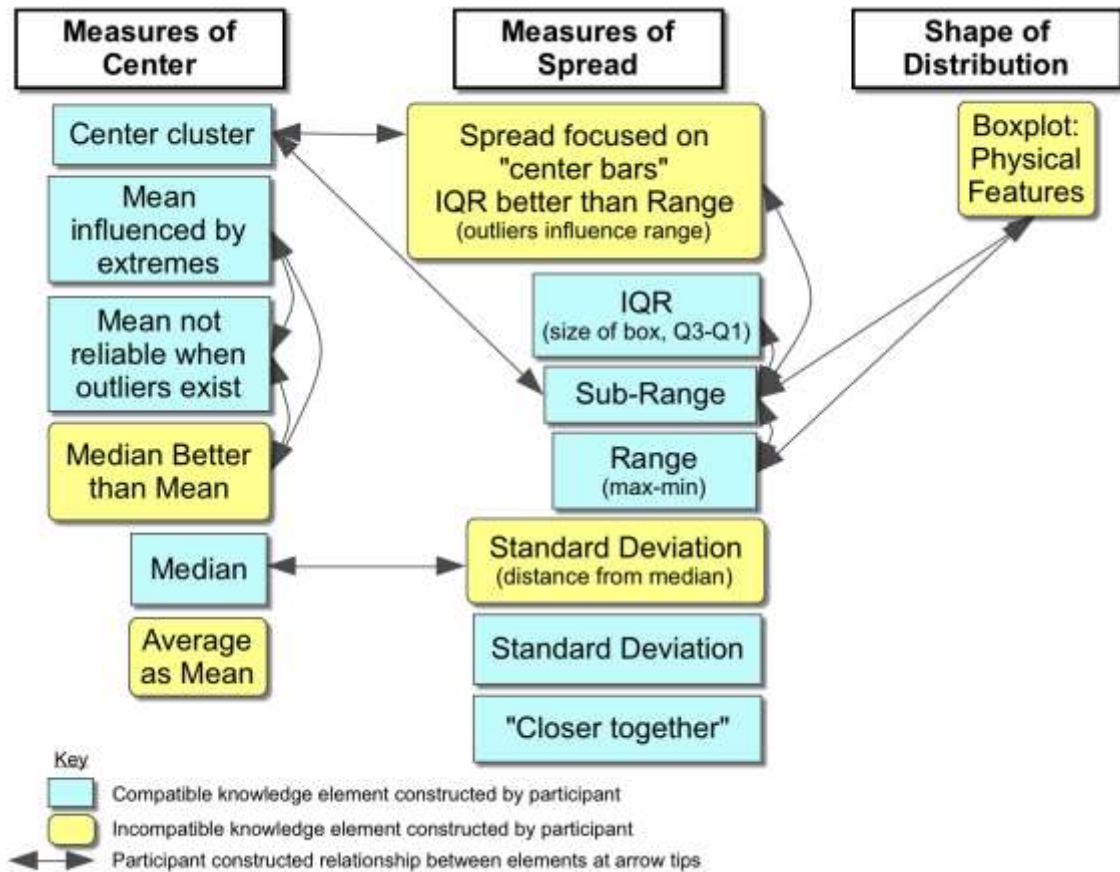 Measures of
Center
Measures of
Spread
Shape of
Distribution
Center cluster
Mean
influenced by
extremes
Mean not
reliable when
outliers exist
Median Better
than Mean
Median
Average
as Mean
Spread focused on
"center bars"
IQR better than Range
(outliers influence range)
IQR
(size of box, Q3-Q1)
Sub-Range
Range
(max-min)
Standard Deviation
(distance from median)
Standard Deviation
"Closer together"
Boxplot:
Physical
Features
Key
Compatible knowledge element constructed by participant
Incompatible knowledge element constructed by participant
Participant constructed relationship between elements at arrow tips